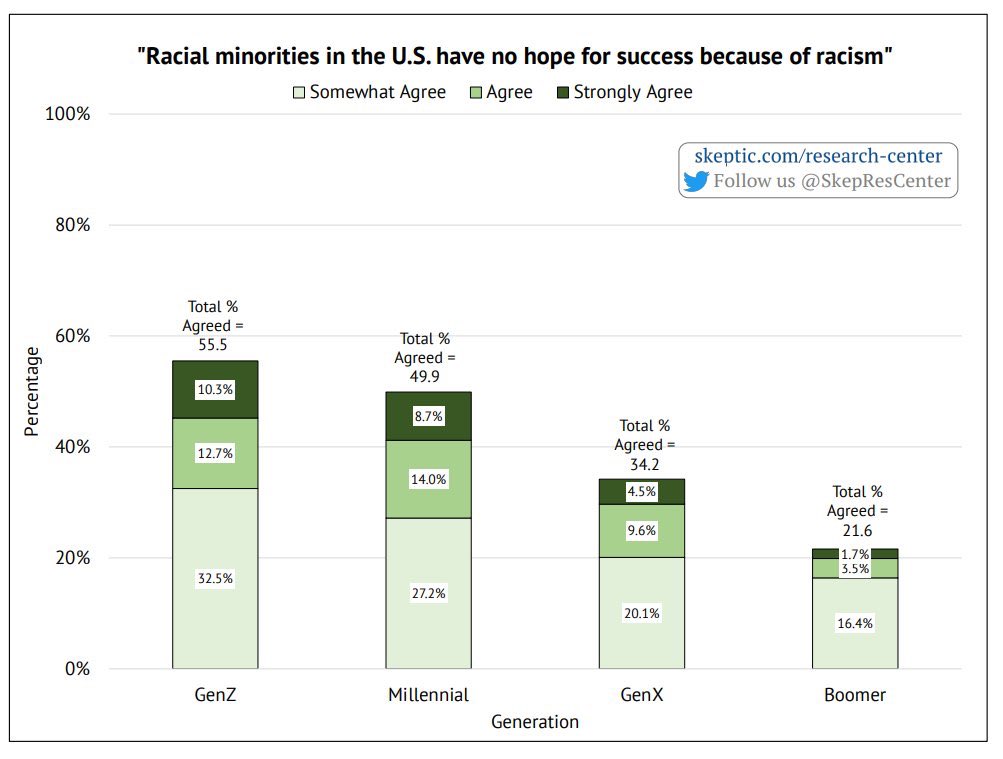 "Racial minorities in the U.S. have no hope for success because of racism"
Somewhat Agree Agree Strongly Agree
100%
skeptic.com/research-center
Follow us @SkepResCenter
80%
60%
40%
20%
0%
Percentage
Total %
Agreed =
55.5
10.3%
12.7%
32.5%
Total %
Agreed =
49.9
8.7%
14.0%
27.2%
Total %
Agreed =
34.2
4.5%
9.6%
20.1%
Total %
Agreed =
21.6
1.7%
3.5%
16.4%
GenZ Millennial GenX Boomer
Generation